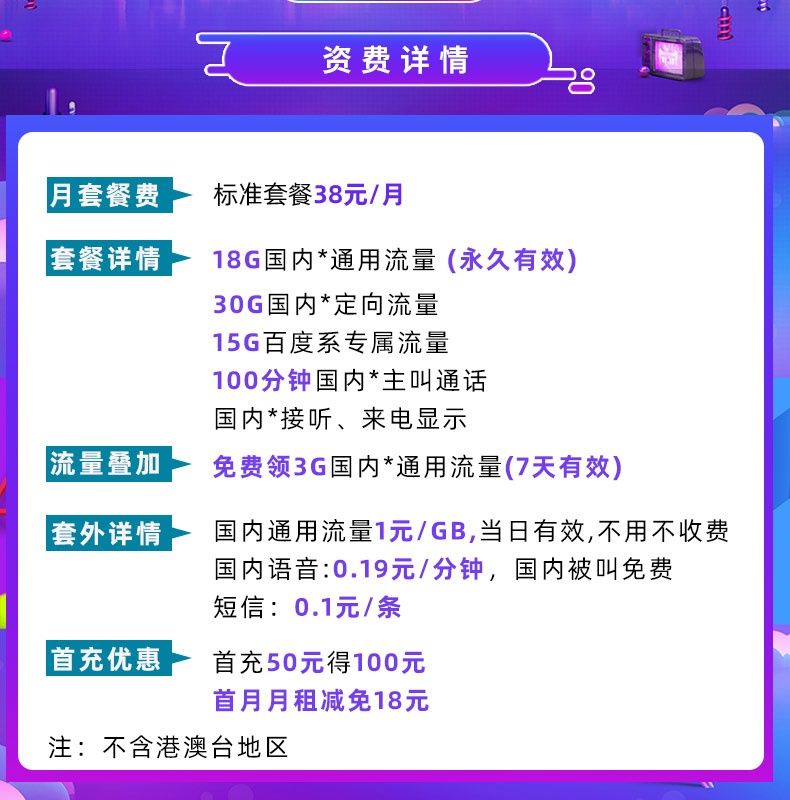 资费详情
月套餐费 标准套餐38元/月
套餐详情 18G国内*通用流量 (永久有效)
30G国内*定向流量
15G百度系专属流量
100分钟国内*主叫通话
国内*接听、来电显示
流量叠加 免费领3G国内*通用流量(7天有效)
套外详情 国内通用流量1元/GB,当日有效,不用不收费
国内语音:0.19元/分钟，国内被叫免费
短信：0.1元/条
首充优惠 首充50元得100元
首月月租减免18元
注：不含港澳台地区